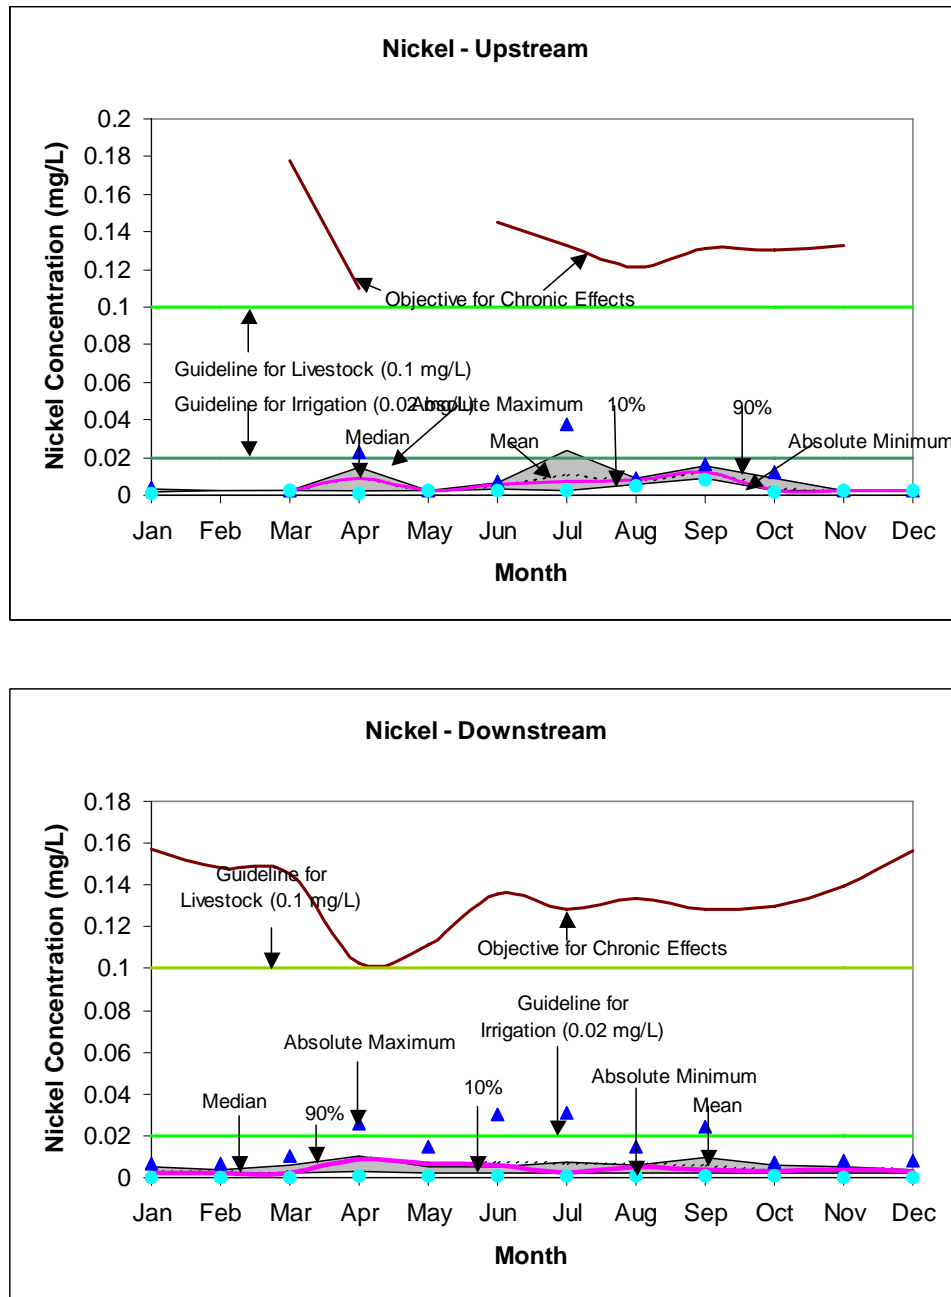 Nickel - Upstream
Nickel Concentration (mg/L)
0.2
0.18
0.16
0.14
0.12
0.1
0.08
0.06
0.04
0.02
0
Objective for Chronic Effects
Guideline for Livestock (0.1 mg/L)
Guideline for Irrigation (0.02 mg/L)
Absolute Maximum
10%
90%
Median
Mean
Absolute Minimum
Jan Feb Mar Apr May Jun Jul Aug Sep Oct Nov Dec
Month
Nickel - Downstream
Nickel Concentration (mg/L)
0.18
0.16
0.14
0.12
0.1
0.08
0.06
0.04
0.02
0
Guideline for
Livestock (0.1 mg/L)
Objective for Chronic Effects
Guideline for
Irrigation (0.02 mg/L)
Absolute Maximum
Absolute Minimum
10%
Median
90%
Mean
Jan Feb Mar Apr May Jun Jul Aug Sep Oct Nov Dec
Month